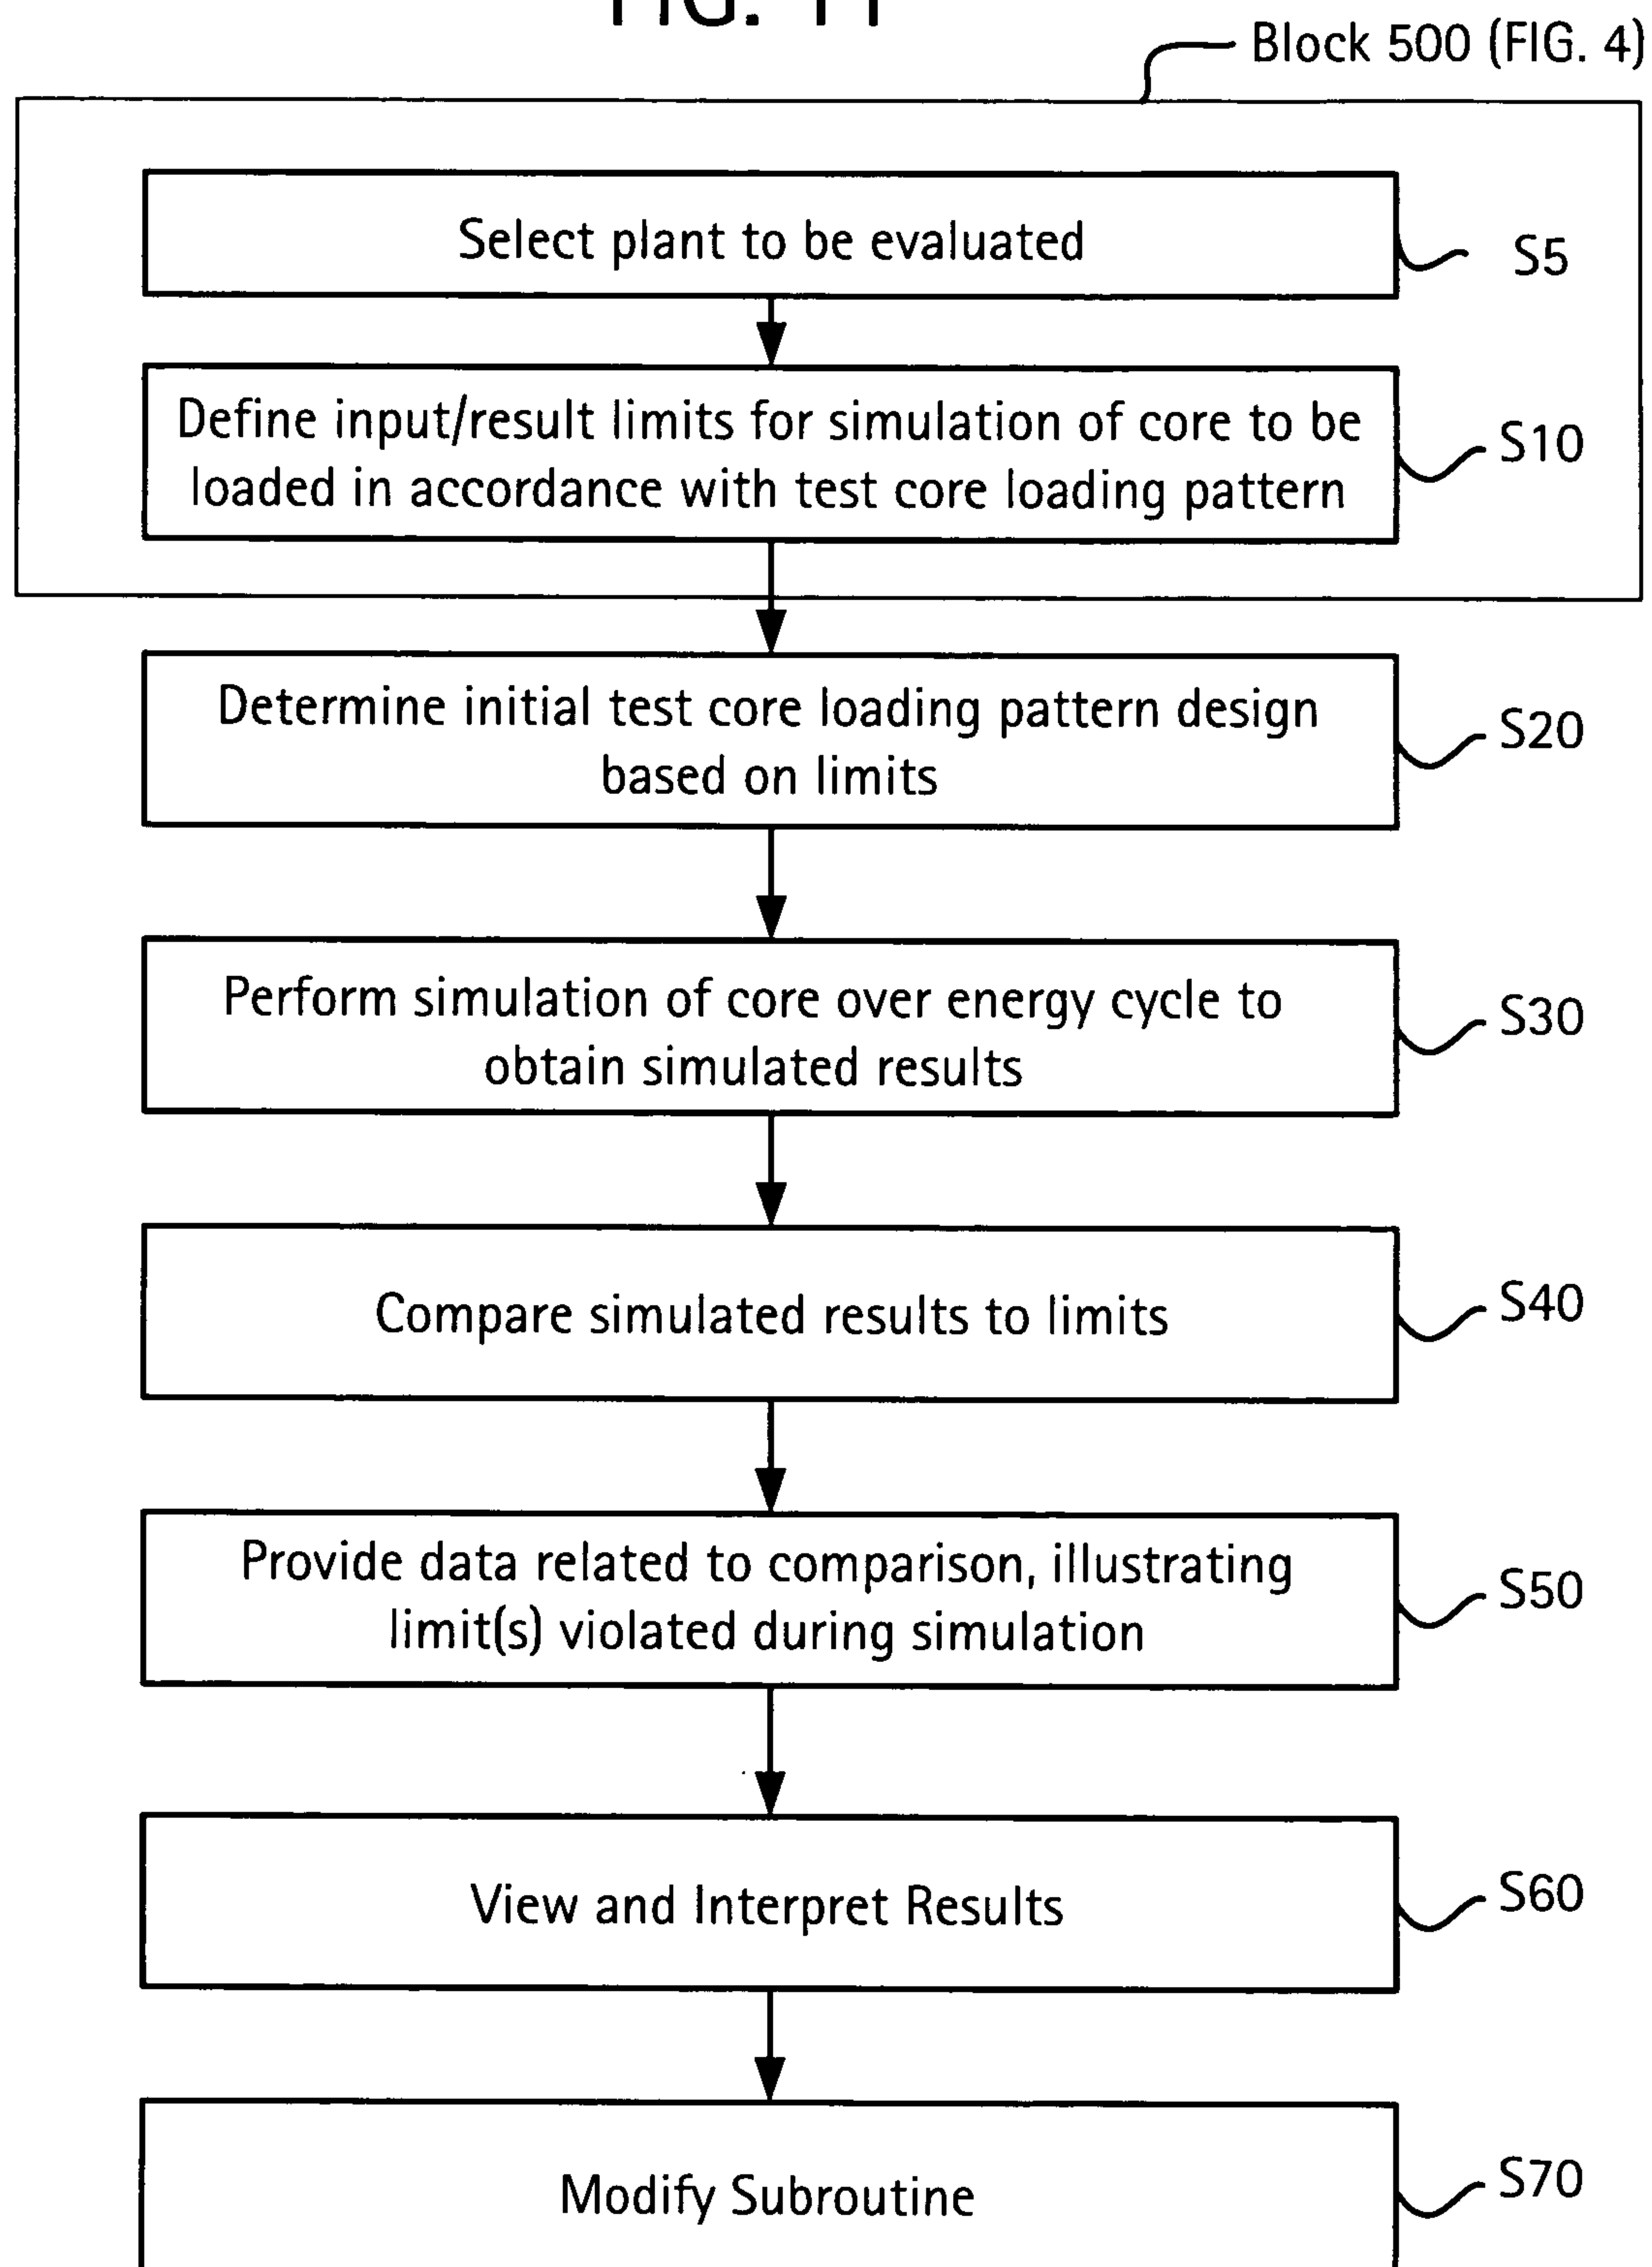 Block 500 (FIG. 4)
Select plant to be evaluated
S5
Define input/result limits for simulation of core to be
loaded in accordance with test core loading pattern
S10
Determine initial test core loading pattern design
based on limits
S20
Perform simulation of core over energy cycle to
obtain simulated results
S30
Compare simulated results to limits
S40
Provide data related to comparison, illustrating
limit(s) violated during simulation
S50
View and Interpret Results
S60
Modify Subroutine
S70